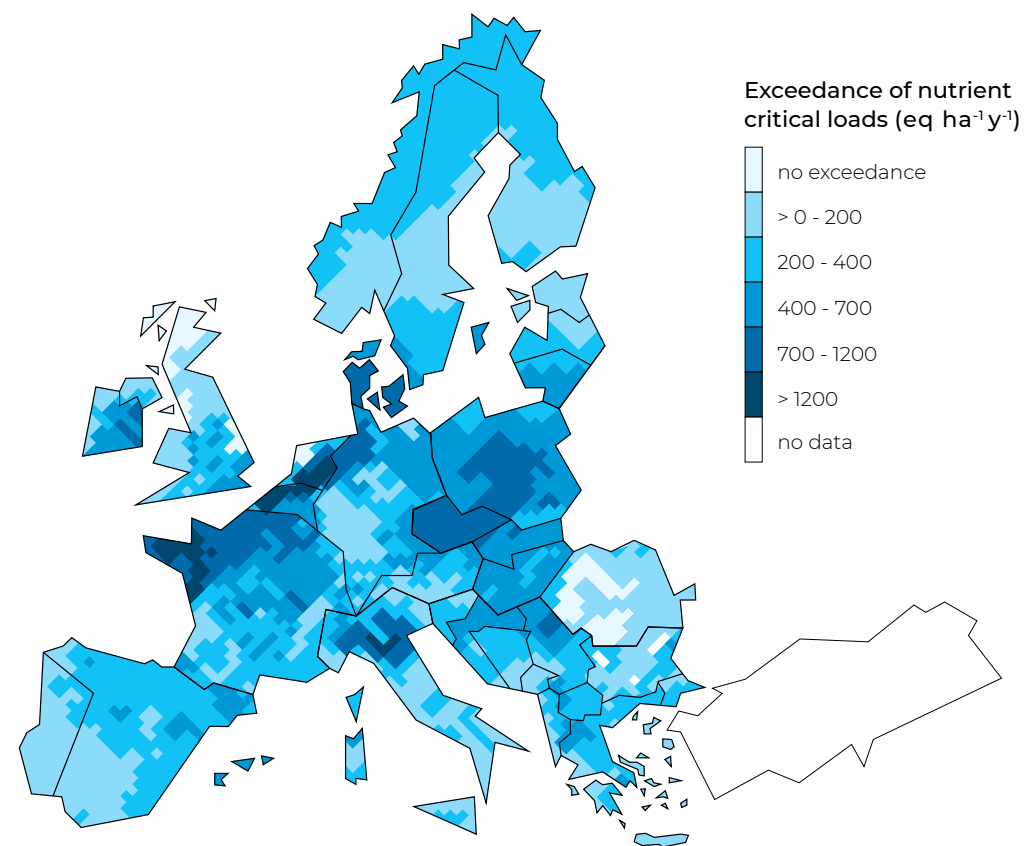 Exceedance of nutrient
critical loads (eq ha⁻¹ y⁻¹)
no exceedance
> 0 - 200
200 - 400
400 - 700
700 - 1200
> 1200
no data